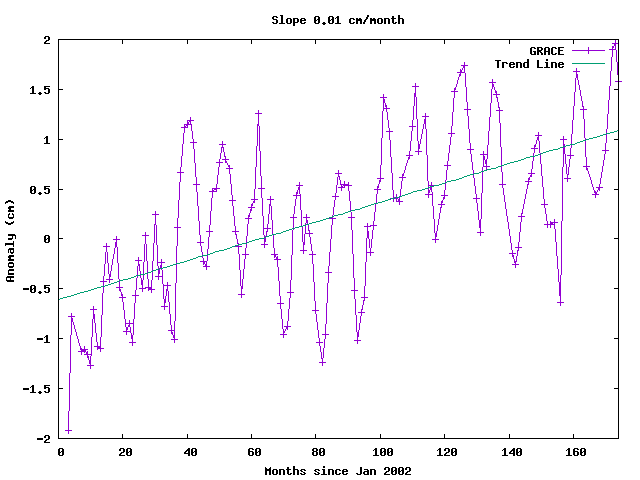 Slope 0.01 cm/month
GRACE
Trend Line
2
1.5
1
0.5
0
-0.5
-1
-1.5
-2
Anomaly (cm)
0 20 40 60 80 100 120 140 160
Months since Jan 2002